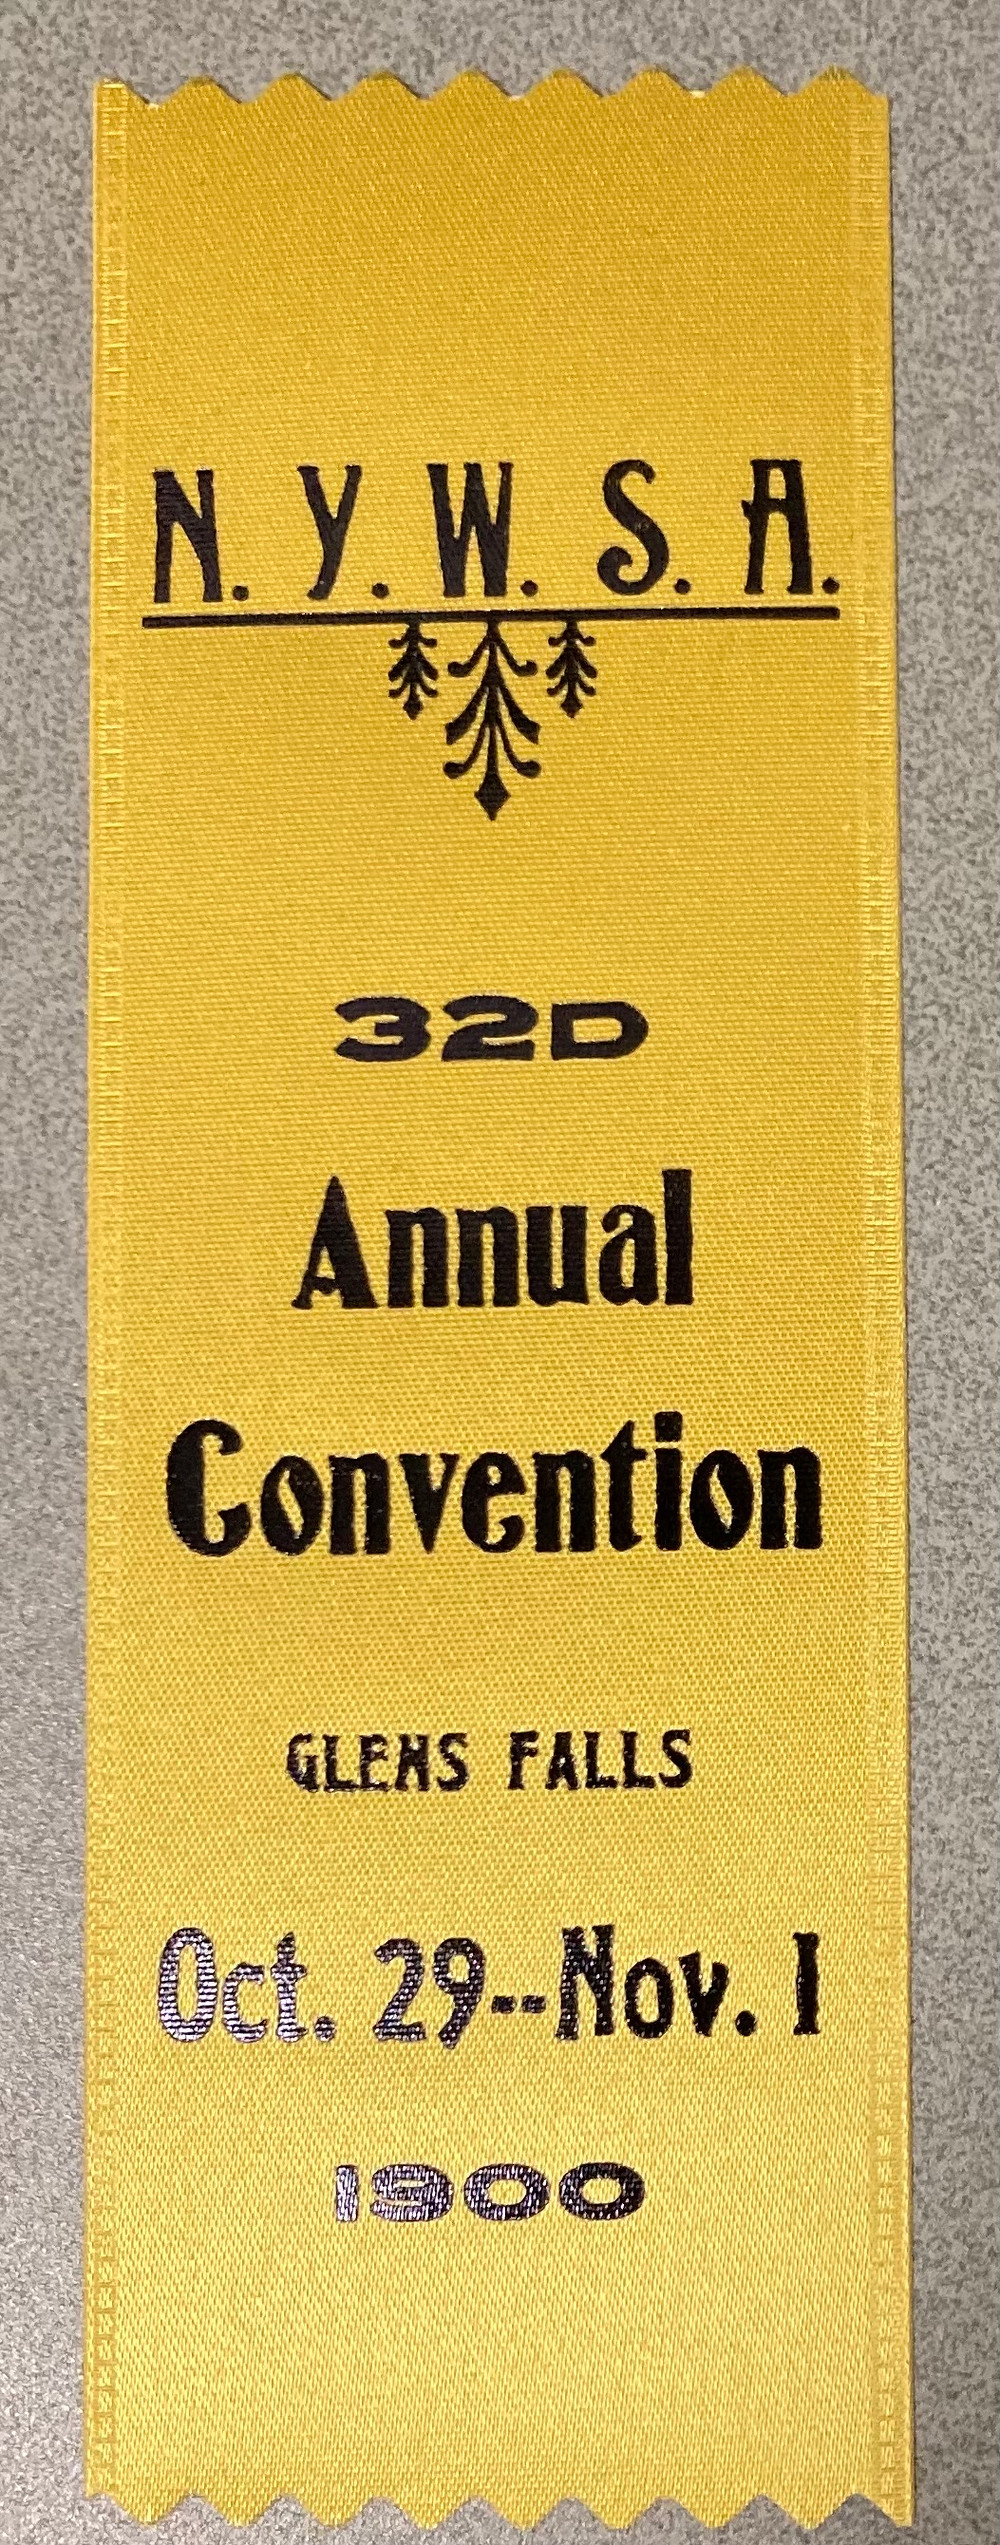 N. Y. W. S. A.
32D
Annual
Convention
GLENS FALLS
Oct. 29--Nov. 1
1900